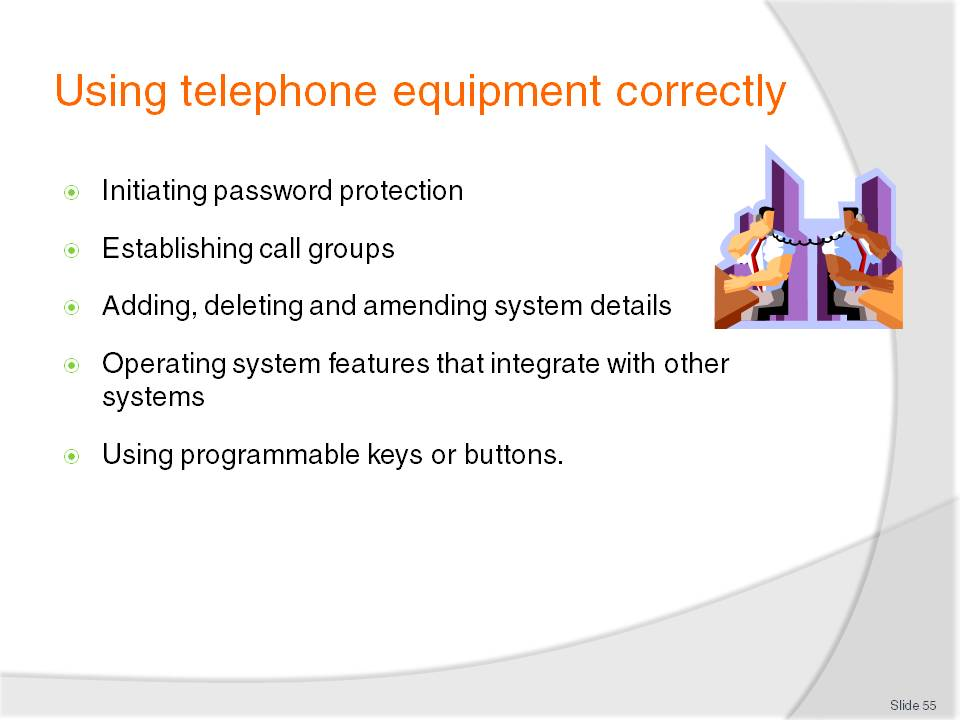 Using telephone equipment correctly
Initiating password protection
Establishing call groups
Adding, deleting and amending system details
Operating system features that integrate with other
systems
Using programmable keys or buttons.
Slide 55